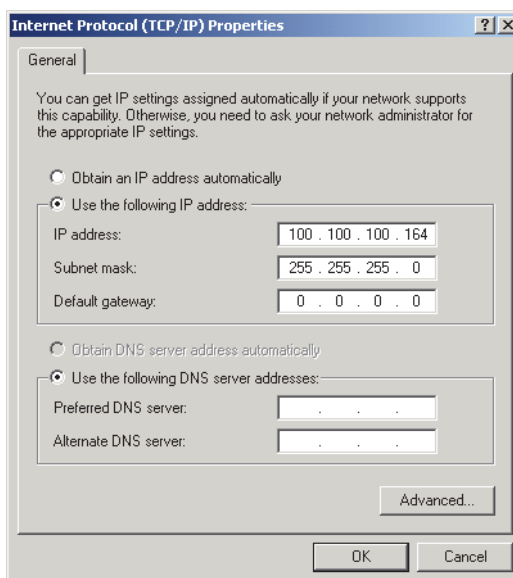 Internet Protocol (TCP/IP) Properties
General
You can get IP settings assigned automatically if your network supports
this capability. Otherwise, you need to ask your network administrator for
the appropriate IP settings.
Obtain an IP address automatically
Use the following IP address:
IP address: 100 . 100 . 100 . 164
Subnet mask: 255 . 255 . 255 . 0
Default gateway: 0 . 0 . 0 . 0
Obtain DNS server address automatically
Use the following DNS server addresses:
Preferred DNS server: . . .
Alternate DNS server: . . .
Advanced...
OK Cancel